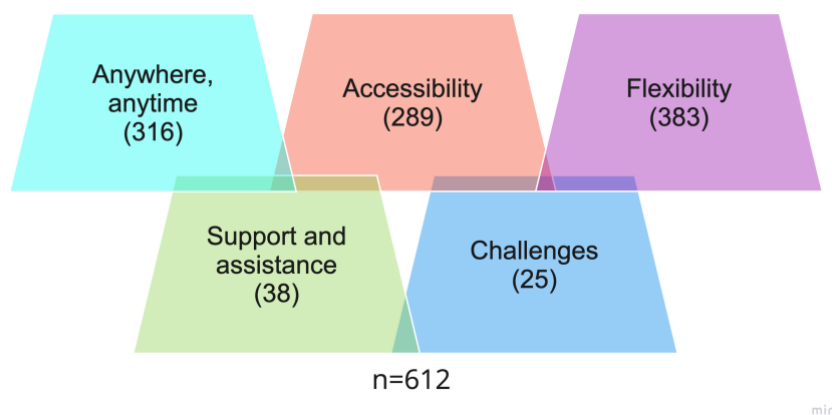 Anywhere,
anytime
(316)
Accessibility
(289)
Flexibility
(383)
Support and
assistance
(38)
Challenges
(25)
n=612